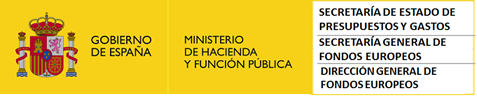 GOBIERNO
DE ESPAÑA
MINISTERIO
DE HACIENDA
Y FUNCIÓN PÚBLICA
SECRETARÍA DE ESTADO DE
PRESUPUESTOS Y GASTOS
SECRETARÍA GENERAL DE
FONDOS EUROPEOS
DIRECCIÓN GENERAL DE
FONDOS EUROPEOS